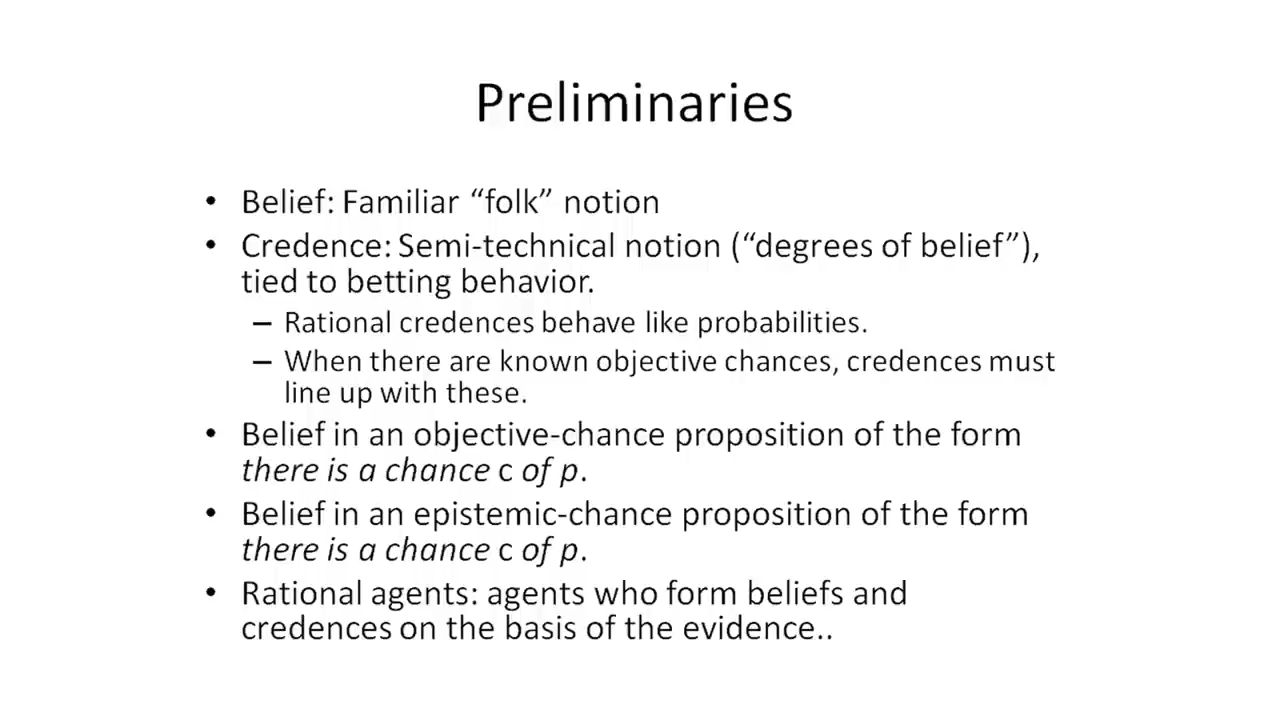 Preliminaries
• Belief: Familiar “folk” notion
• Credence: Semi-technical notion (“degrees of belief”),
tied to betting behavior.
– Rational credences behave like probabilities.
– When there are known objective chances, credences must
line up with these.
• Belief in an objective-chance proposition of the form
there is a chance c of p.
• Belief in an epistemic-chance proposition of the form
there is a chance c of p.
• Rational agents: agents who form beliefs and
credences on the basis of the evidence..